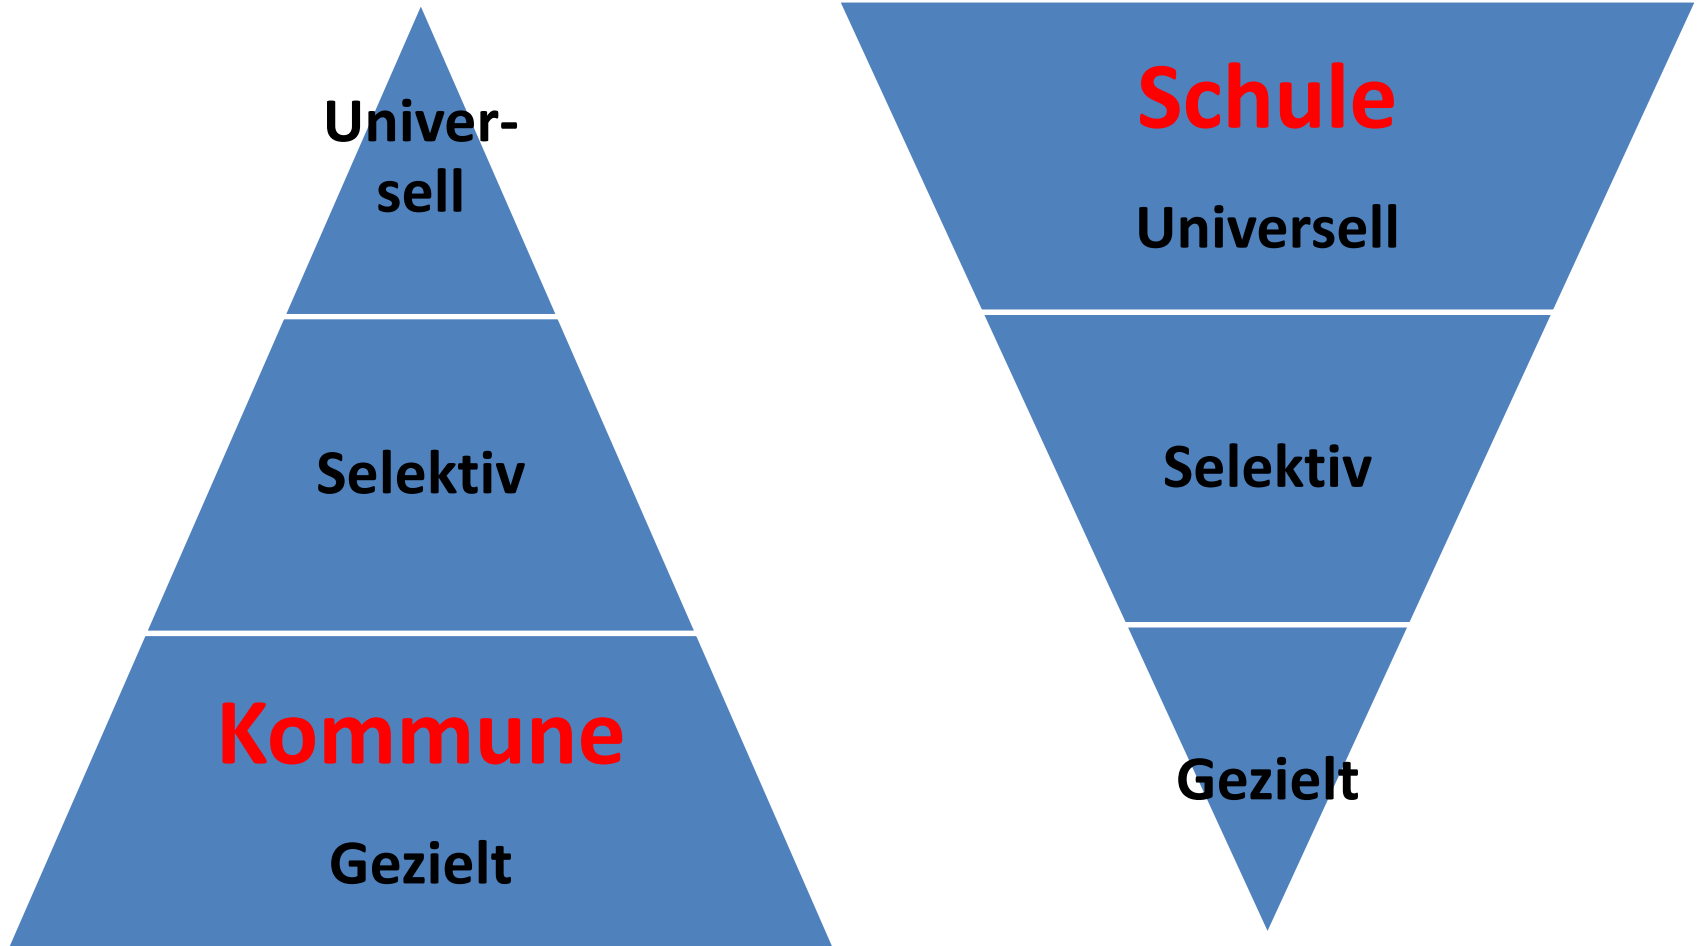 Univer-
sell
Selektiv
Kommune
Gezielt
Schule
Universell
Selektiv
Gezielt